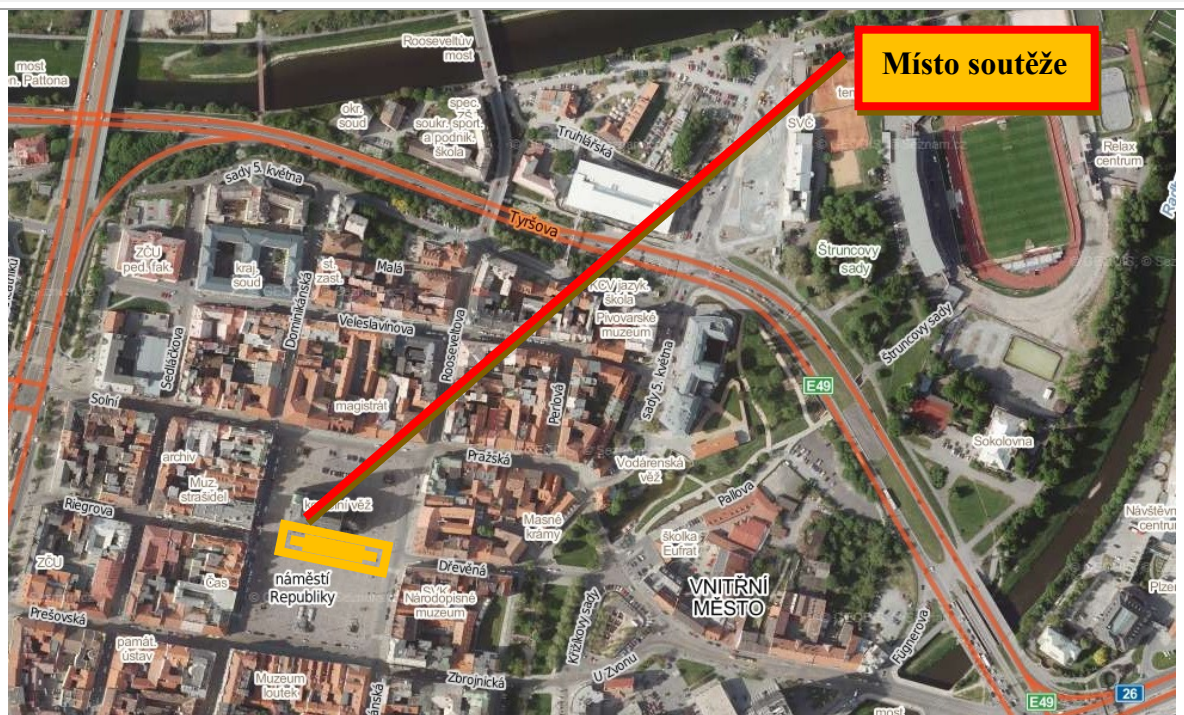 Místo soutěže
Rooseveltův
most
most
en. Pattona
okr.
soud
spec.
ZŠ
soukr. sport.
a podnik.
škola
Truhlářská
SVČ
Relax
centrum
sady 5. května
Tyršova
ZČU
ped. fak.
kraj.
soud
st.
zast.
Malá
Štruncovy
sady
KCVJ jazyk.
škola
Pivovarské
muzeum
Dominikánská
Veleslavínova
Rooseveltova
Sedláčkova
Štruncovy sady
sady 5. května
Perlová
E49
Solní
magistrát
Sokolovna
Pražská
archiv
Vodárenská
věž
Muz.
strašidel
Pallova
Riegrova
Masné
krámy
školka
Eufrat
ZČU
Čas
náměstí
Republiky
Dřevěná
SVK
Národopisné
muzeum
VNITŘNÍ
MĚSTO
Prešovská
památ.
ústav
Křižíkovy sady
Fügnerova
U Zvonu
Muzeum
loutek
Zbrojnická
most
E49
26